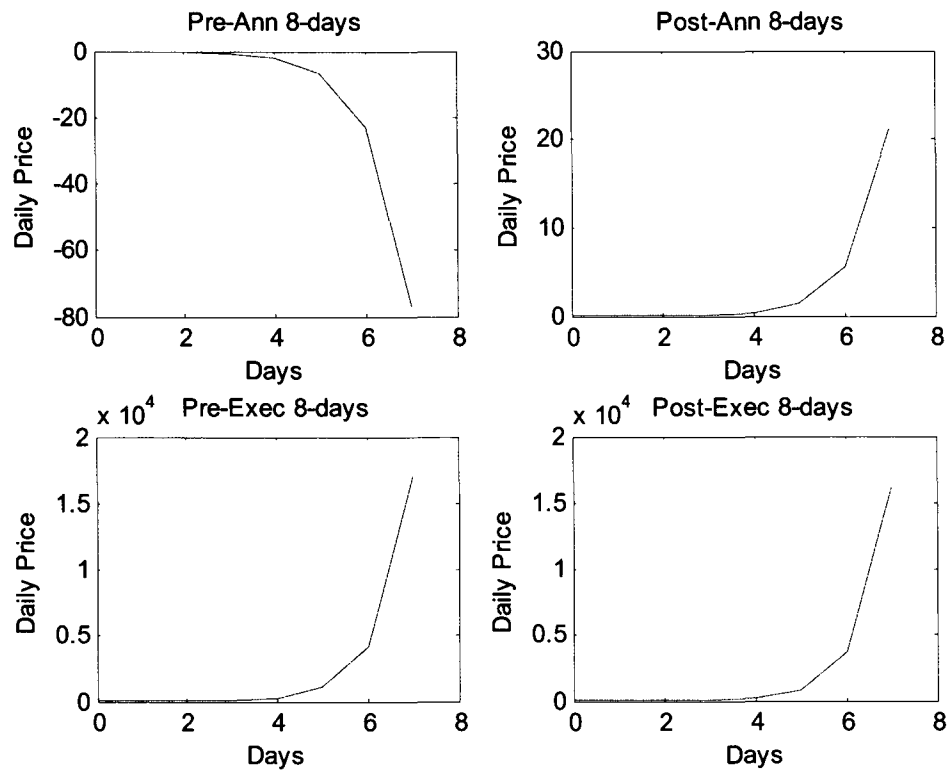 Pre-Ann 8-days
0
-20
-40
-60
-80
Daily Price
0 2 4 6 8
Days
Post-Ann 8-days
30
20
10
0
Daily Price
0 2 4 6 8
Days
x 10^4 Pre-Exec 8-days
2
1.5
1
0.5
0
Daily Price
0 2 4 6 8
Days
x 10^4 Post-Exec 8-days
2
1.5
1
0.5
0
Daily Price
0 2 4 6 8
Days